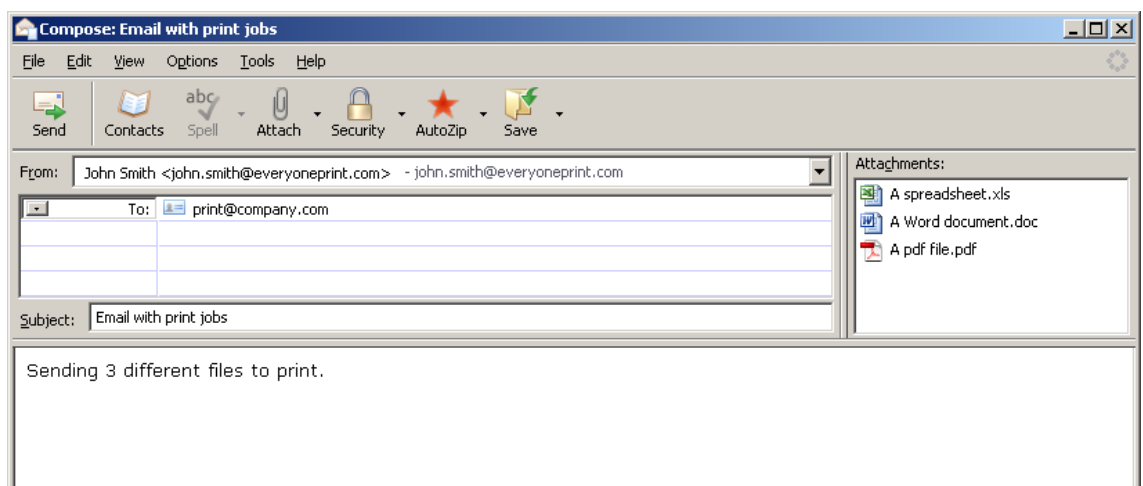 Compose: Email with print jobs
File Edit View Options Tools Help
abc
Send Contacts Spell Attach Security AutoZip Save
From: John Smith <john.smith@everyoneprint.com> - john.smith@everyoneprint.com
To: print@company.com
Subject: Email with print jobs
Attachments:
A spreadsheet.xls
A Word document.doc
A pdf file.pdf
Sending 3 different files to print.